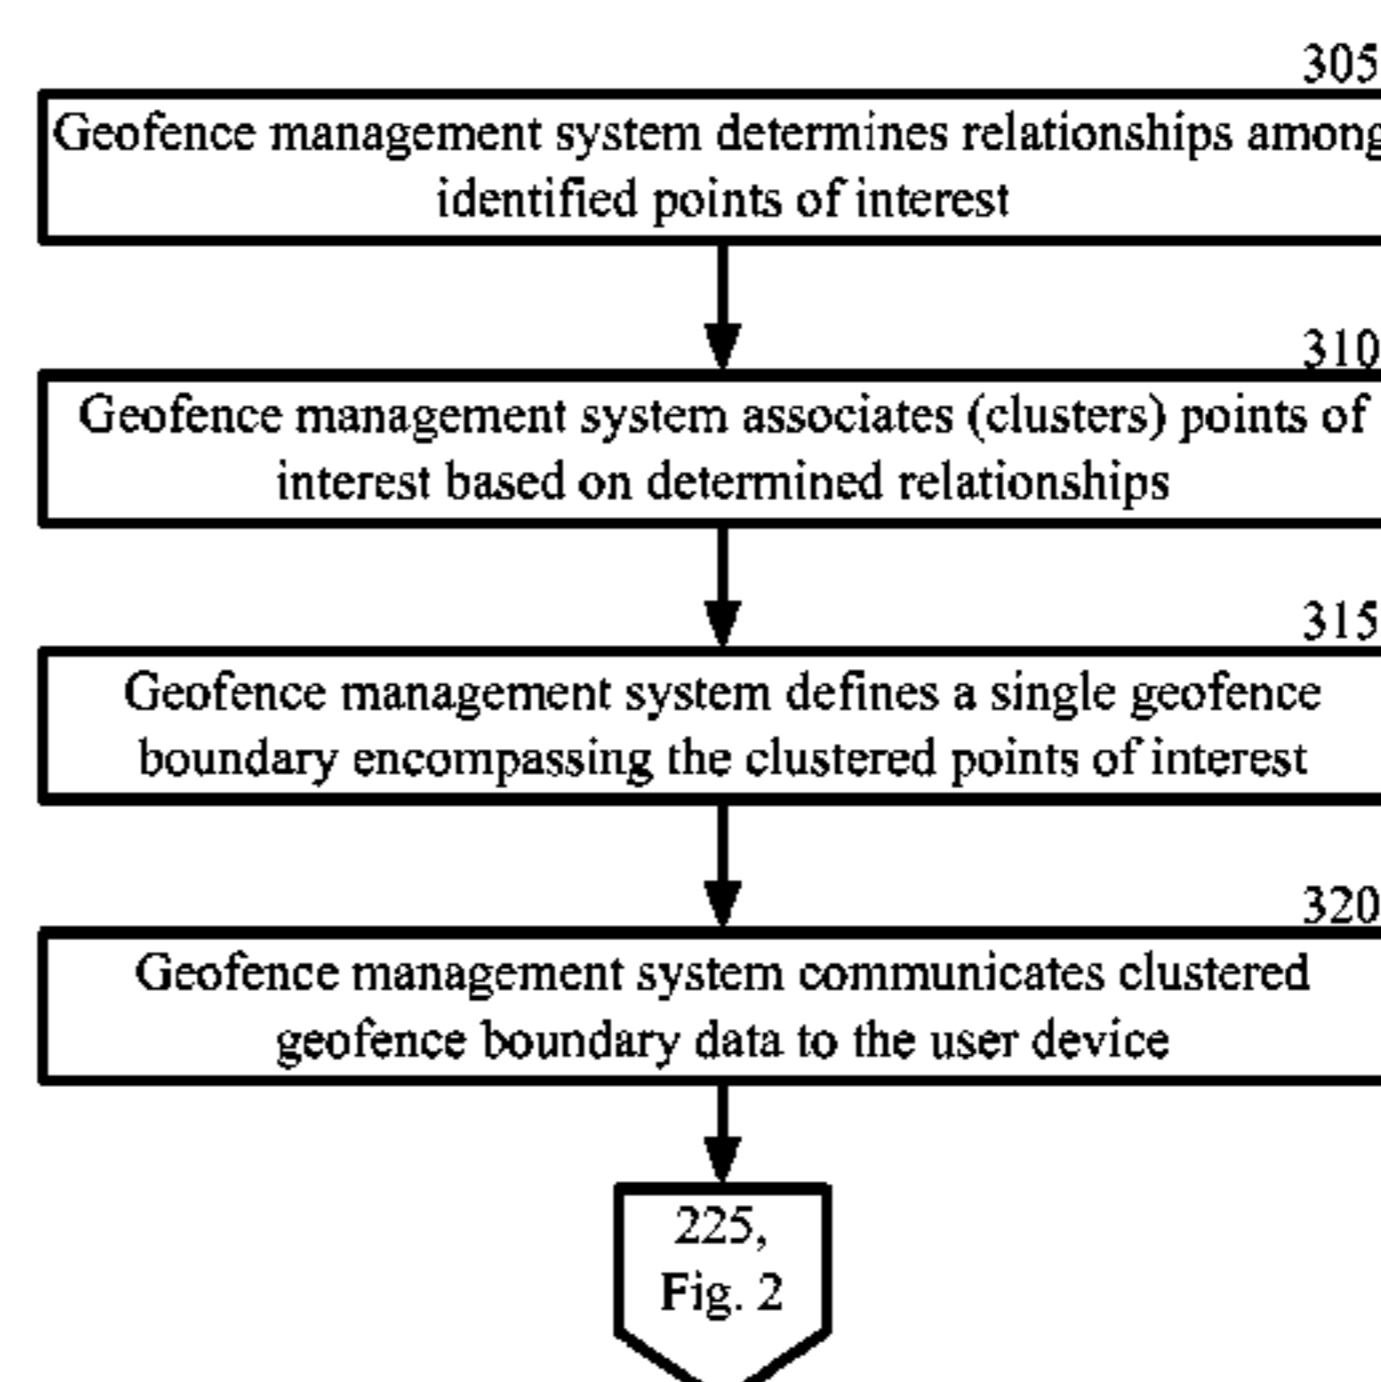 305
Geofence management system determines relationships among
identified points of interest
310
Geofence management system associates (clusters) points of
interest based on determined relationships
315
Geofence management system defines a single geofence
boundary encompassing the clustered points of interest
320
Geofence management system communicates clustered
geofence boundary data to the user device
225,
Fig. 2